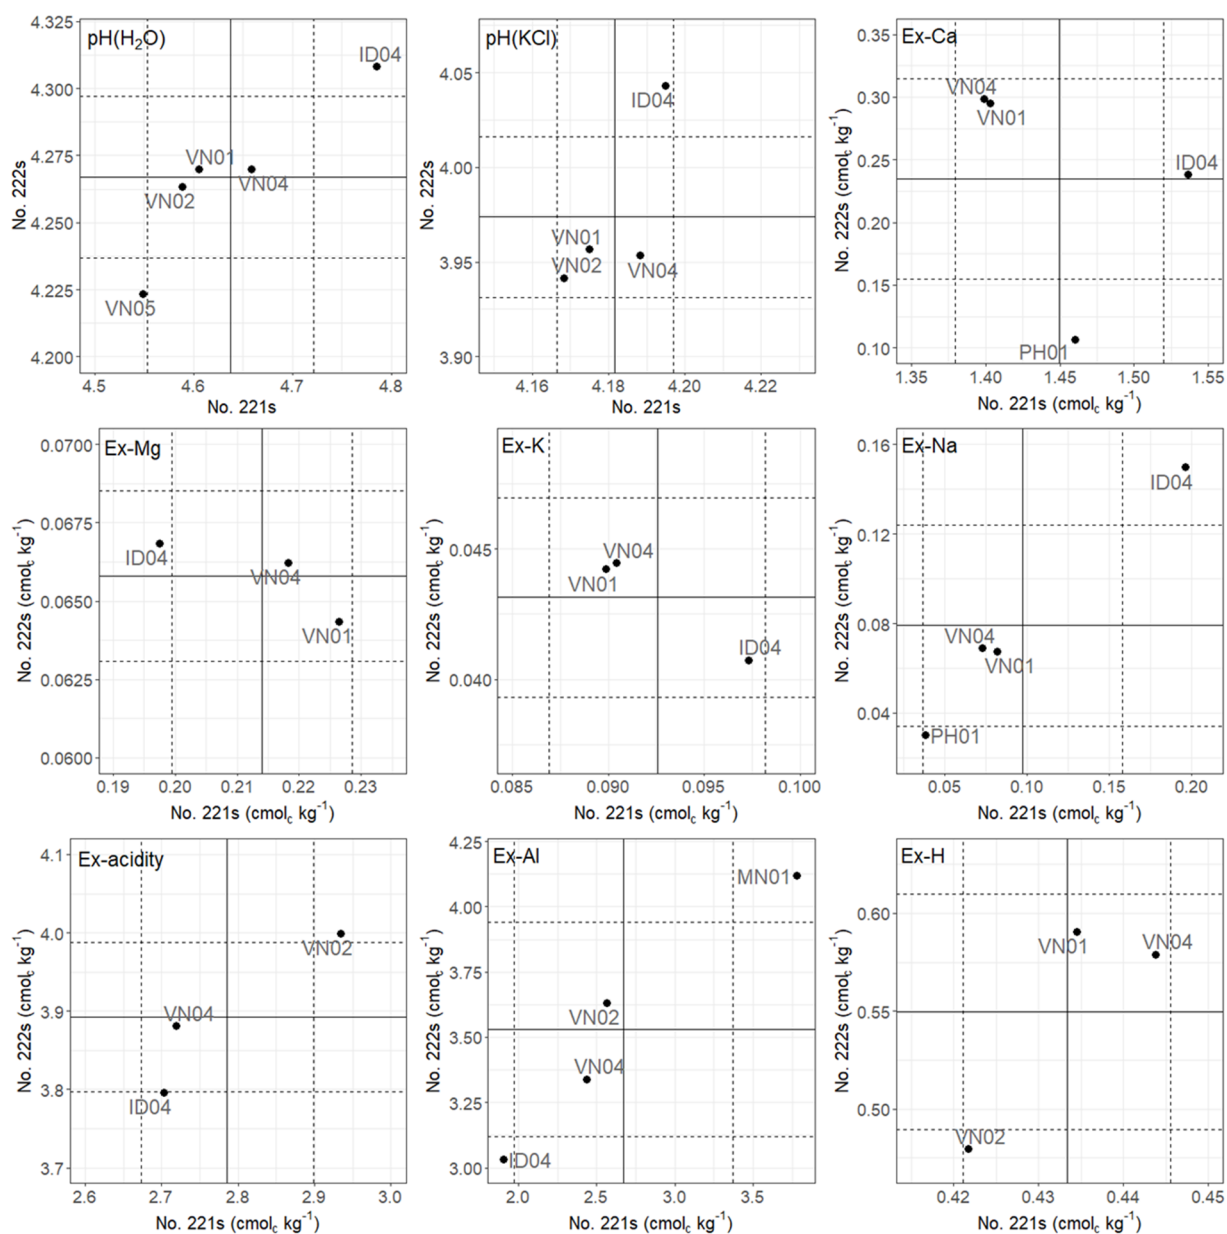 pH(H₂O)
4.325
4.300
4.275
4.250
4.225
4.200
No. 222s
ID04
VN01
VN04
VN02
VN05
4.5
4.6
4.7
4.8
No. 221s
pH(KCl)
4.05
4.00
3.95
3.90
No. 222s
ID04
VN01
VN02
VN04
4.16
4.18
4.20
4.22
No. 221s
Ex-Ca
0.35
0.30
0.25
0.20
0.15
0.10
No. 222s (cmol꜀ kg⁻¹)
VN04
VN01
ID04
PH01
1.35
1.40
1.45
1.50
1.55
No. 221s (cmol꜀ kg⁻¹)
Ex-Mg
0.0700
0.0675
0.0650
0.0625
0.0600
No. 222s (cmol꜀ kg⁻¹)
ID04
VN04
VN01
0.19
0.20
0.21
0.22
0.23
No. 221s (cmol꜀ kg⁻¹)
Ex-K
0.045
0.040
No. 222s (cmol꜀ kg⁻¹)
VN04
VN01
ID04
0.085
0.090
0.095
0.100
No. 221s (cmol꜀ kg⁻¹)
Ex-Na
0.16
0.12
0.08
0.04
No. 222s (cmol꜀ kg⁻¹)
ID04
VN04
VN01
PH01
0.05
0.10
0.15
0.20
No. 221s (cmol꜀ kg⁻¹)
Ex-acidity
4.1
4.0
3.9
3.8
3.7
No. 222s (cmol꜀ kg⁻¹)
VN02
VN04
ID04
2.6
2.7
2.8
2.9
3.0
No. 221s (cmol꜀ kg⁻¹)
Ex-Al
4.25
4.00
3.75
3.50
3.25
3.00
No. 222s (cmol꜀ kg⁻¹)
MN01
VN02
VN04
ID04
2.0
2.5
3.0
3.5
No. 221s (cmol꜀ kg⁻¹)
Ex-H
0.60
0.55
0.50
No. 222s (cmol꜀ kg⁻¹)
VN01
VN04
VN02
0.42
0.43
0.44
0.45
No. 221s (cmol꜀ kg⁻¹)